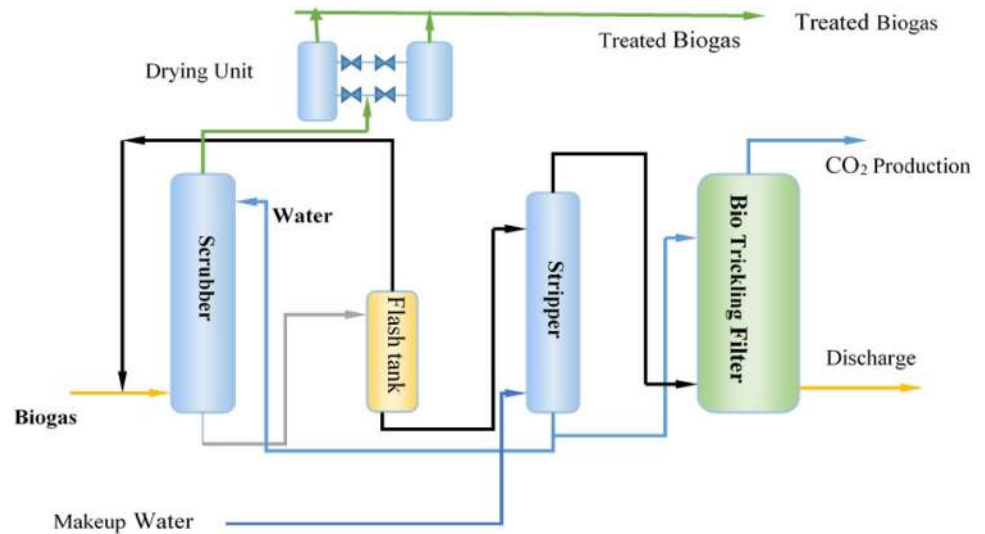 Treated Biogas
Treated Biogas
Drying Unit
CO₂ Production
Water
Scrubber
Flash tank
Stripper
Bio Trickling Filter
Discharge
Biogas
Makeup Water